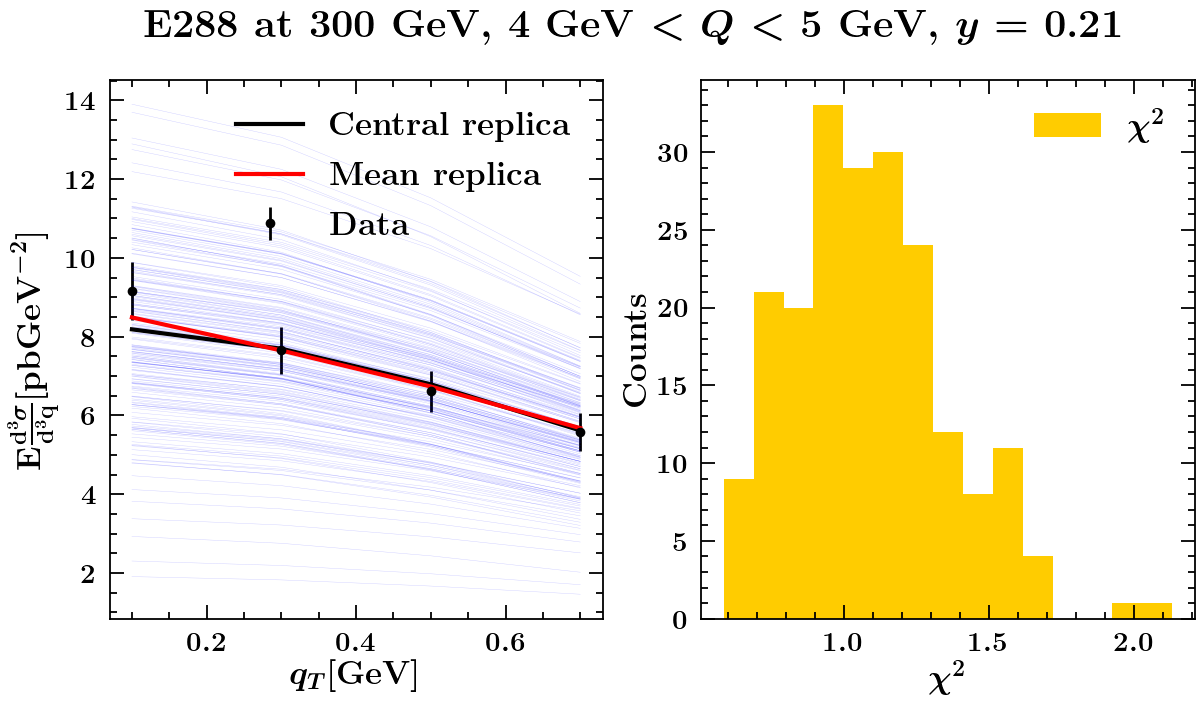 E288 at 300 GeV, 4 GeV < Q < 5 GeV, y = 0.21
14
12
10
8
6
4
2
0.2
0.4
0.6
E d³σ/d³q [pbGeV⁻²]
q_T[GeV]
Central replica
Mean replica
Data
30
25
20
15
10
5
0
1.0
1.5
2.0
Counts
χ²
χ²